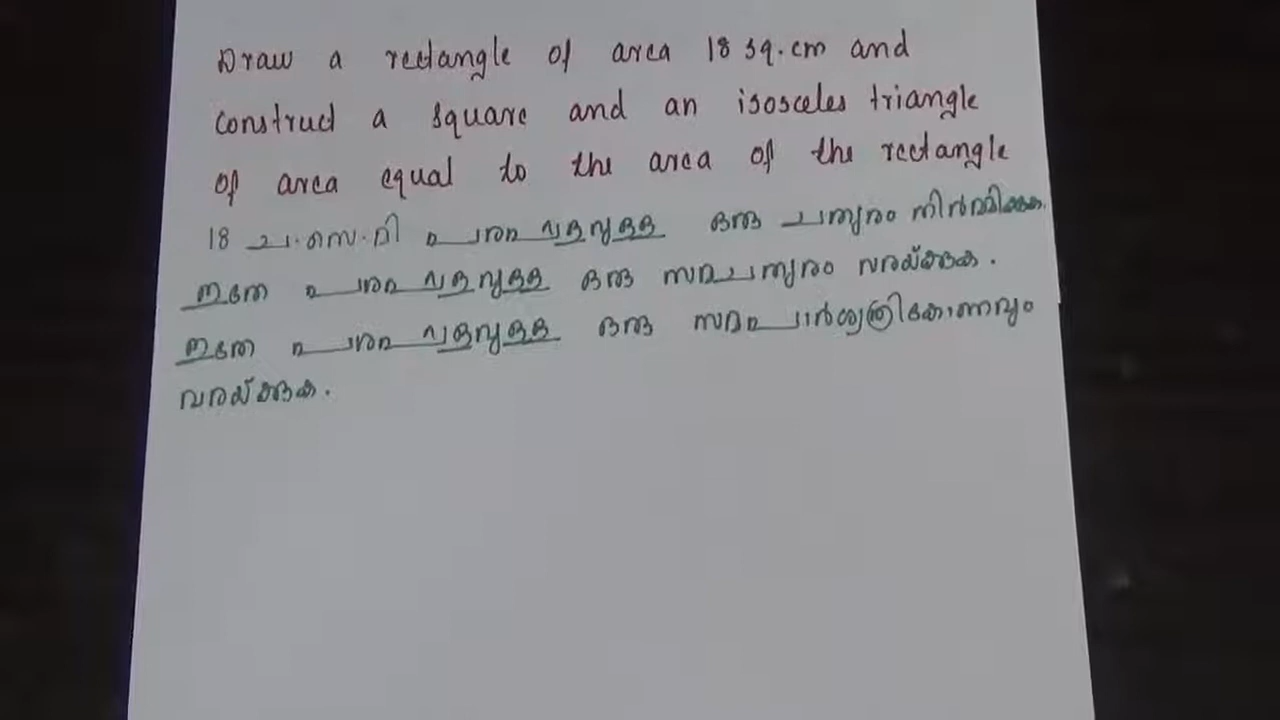 Draw a rectangle of area 18 sq.cm and
construct a square and an isosceles triangle
of area equal to the area of the rectangle
18 ച.സെ.മി പരപ്പളവുള്ള ഒരു ചതുരം നിർമ്മിക്കുക.
ഇതേ പരപ്പളവുള്ള ഒരു സമചതുരം വരയ്ക്കുക.
ഇതേ പരപ്പളവുള്ള ഒരു സമപാർശ്വത്രികോണവും
വരയ്ക്കുക.